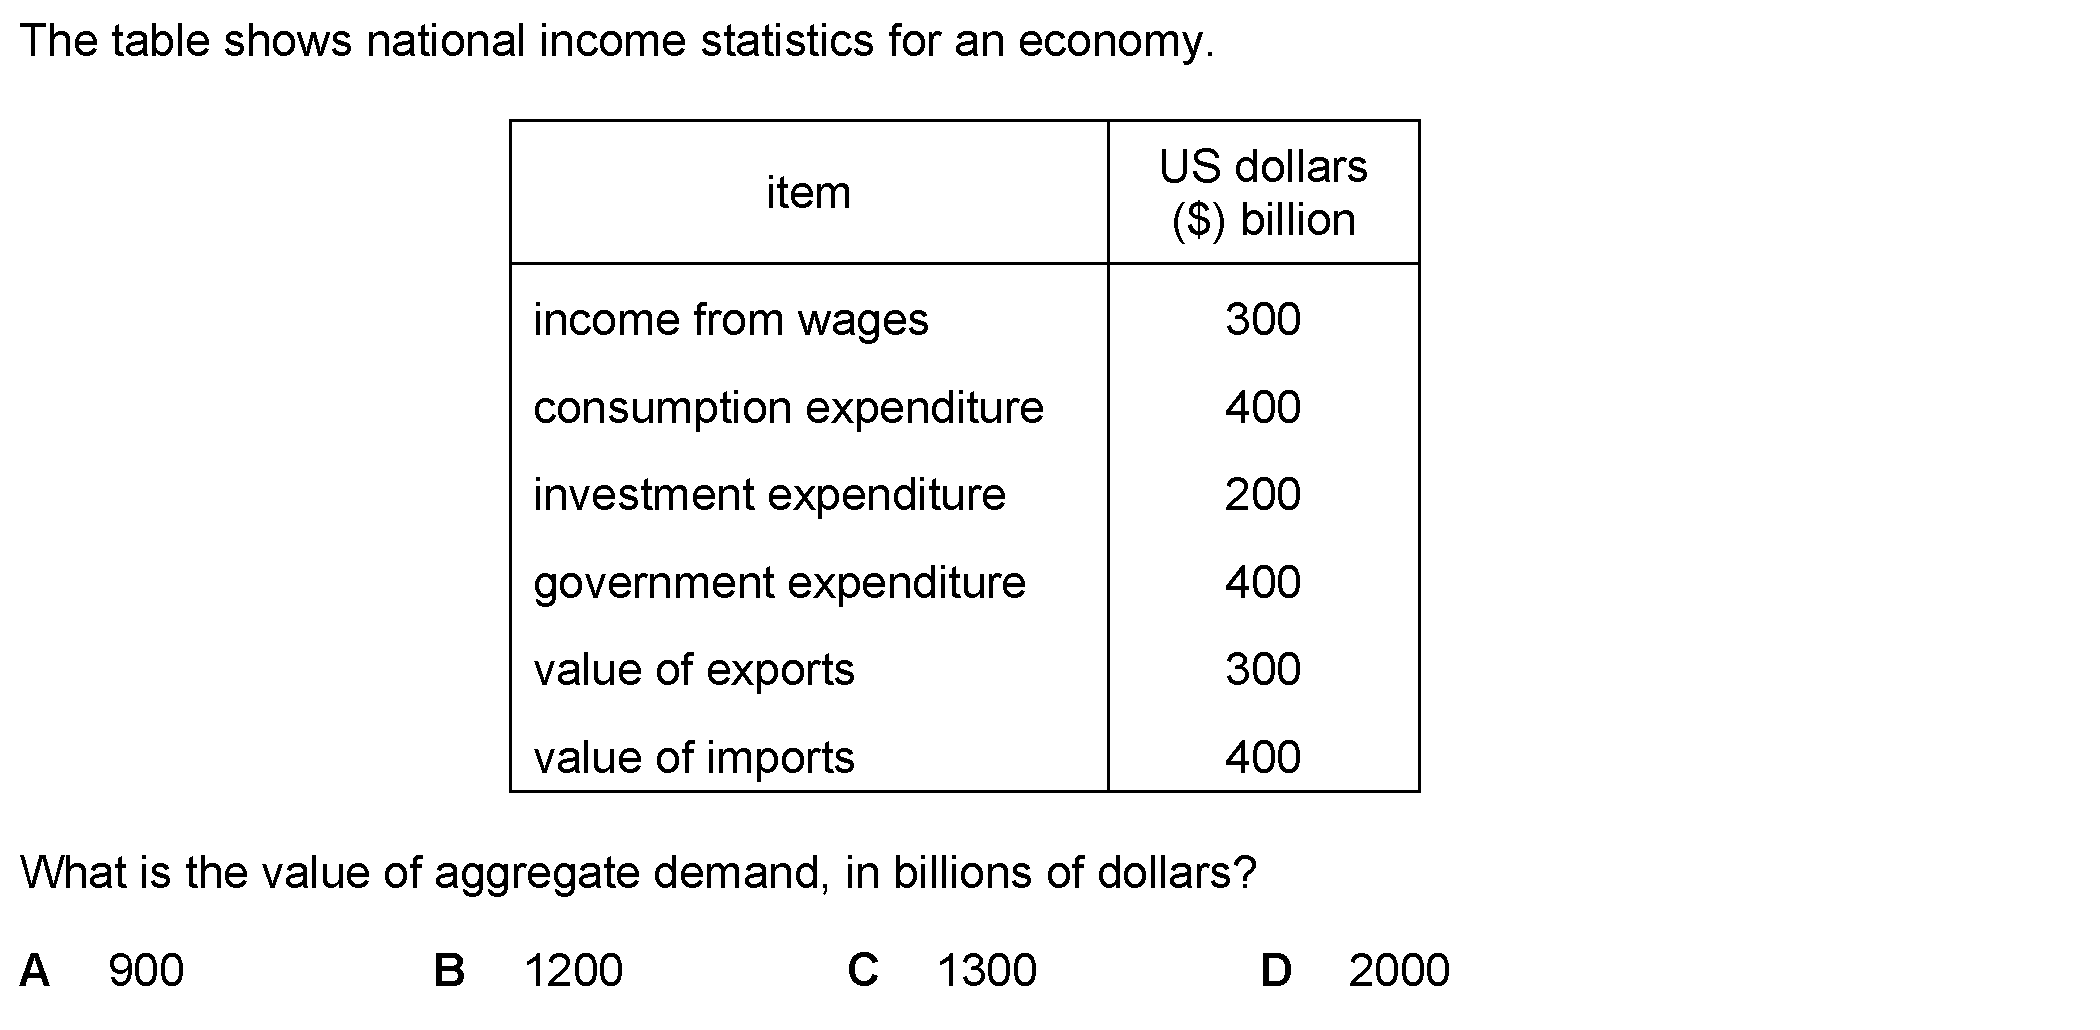 The table shows national income statistics for an economy.
item
US dollars
($) billion
income from wages 300
consumption expenditure 400
investment expenditure 200
government expenditure 400
value of exports 300
value of imports 400
What is the value of aggregate demand, in billions of dollars?
A 900 B 1200 C 1300 D 2000